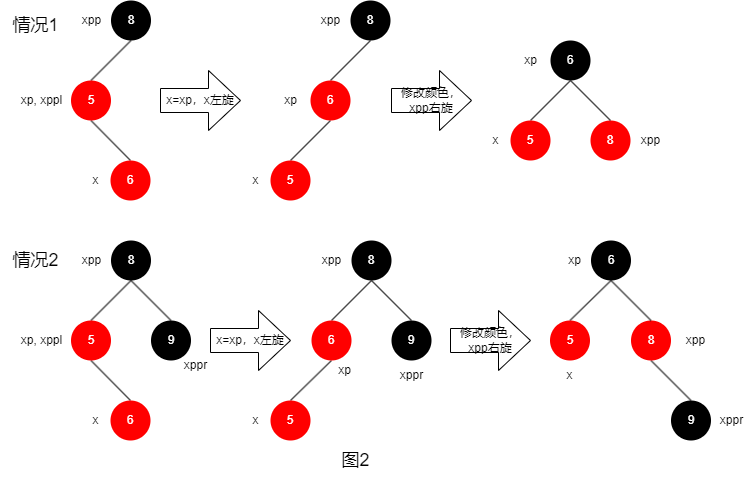 情况1
xpp 8
xpp 8
xp 6
xp, xppl 5
x=xp, x左旋
xp 6
修改颜色,
xpp右旋
x 5
8 xpp
x 6
x 5
情况2
xpp 8
xpp 8
xp 6
xp, xppl 5
9
xppr
x=xp, x左旋
6
xp
9
xppr
修改颜色,
xpp右旋
5
x
8 xpp
x 6
x 5
9 xppr
图2